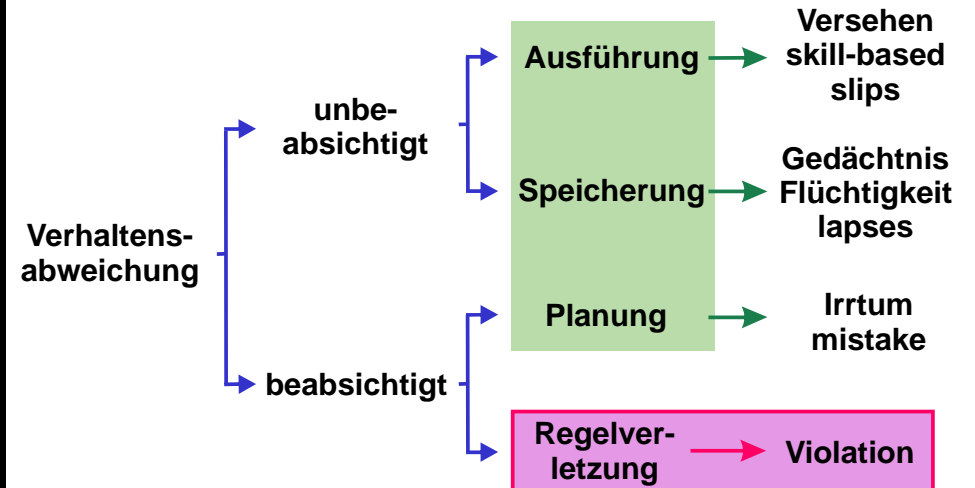 Verhaltens-
abweichung
unbe-
absichtigt
beabsichtigt
Ausführung
Versehen
skill-based
slips
Speicherung
Gedächtnis
Flüchtigkeit
lapses
Planung
Irrtum
mistake
Regelver-
letzung
Violation